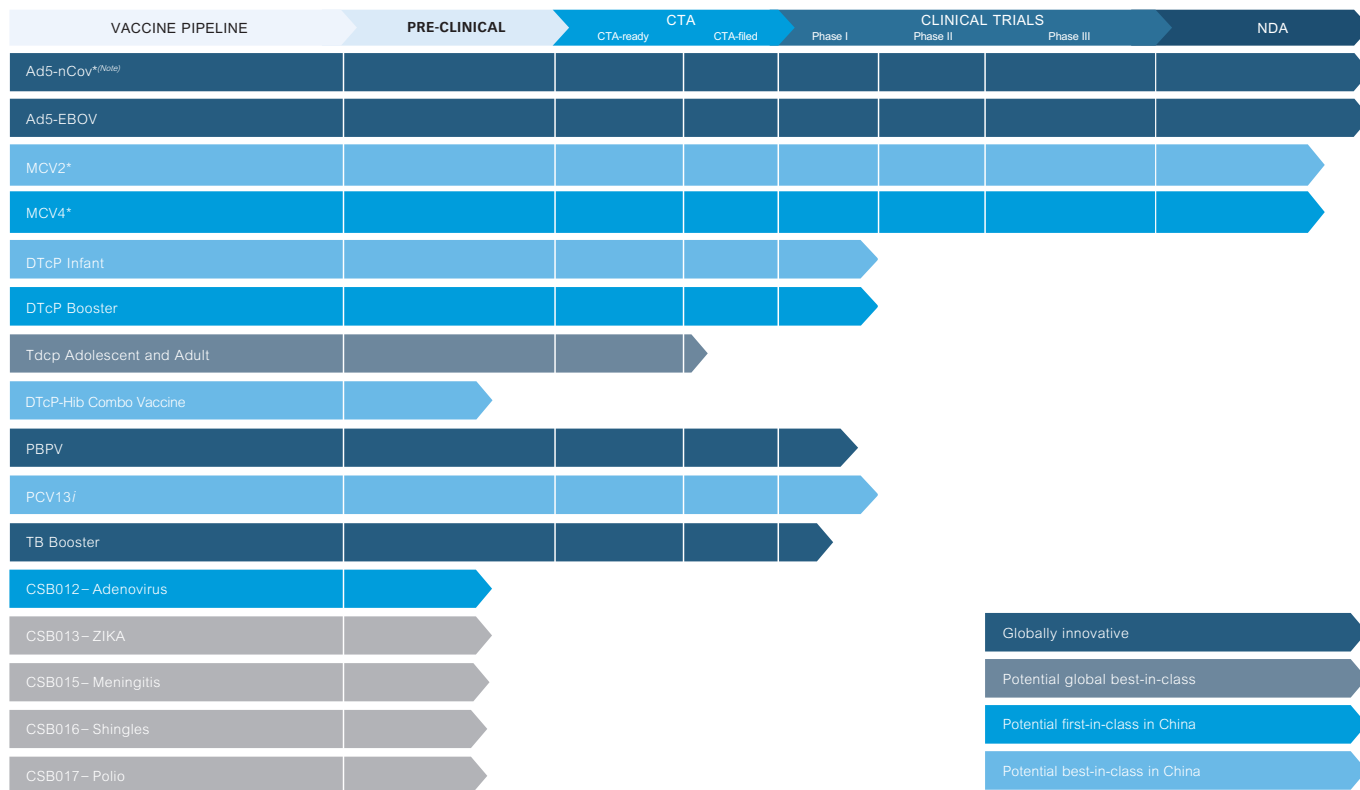 VACCINE PIPELINE
PRE-CLINICAL
CTA
CTA-ready
CTA-filed
CLINICAL TRIALS
Phase I
Phase II
Phase III
NDA
Ad5-nCov*(Note)
Ad5-EBOV
MCV2*
MCV4*
DTcP Infant
DTcP Booster
Tdcp Adolescent and Adult
DTcP-Hib Combo Vaccine
PBPV
PCV13i
TB Booster
CSB012–Adenovirus
CSB013–ZIKA
CSB015–Meningitis
CSB016–Shingles
CSB017–Polio
Globally innovative
Potential global best-in-class
Potential first-in-class in China
Potential best-in-class in China